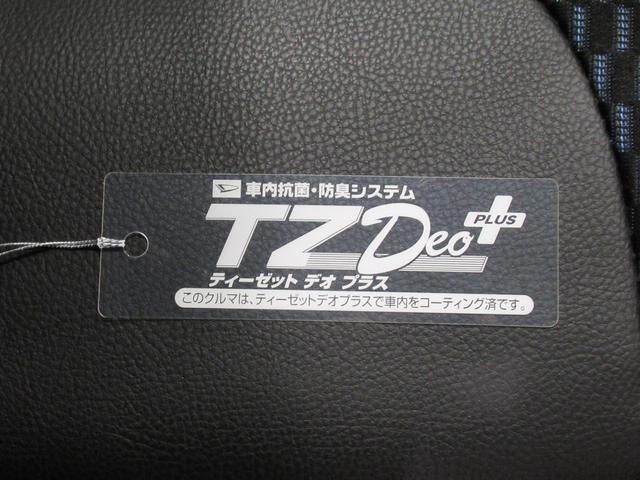 車内抗菌・防臭システム
TZ Deo PLUS
ティーゼット デオ プラス
このクルマは、ティーゼットデオプラスで車内をコーティング済です。